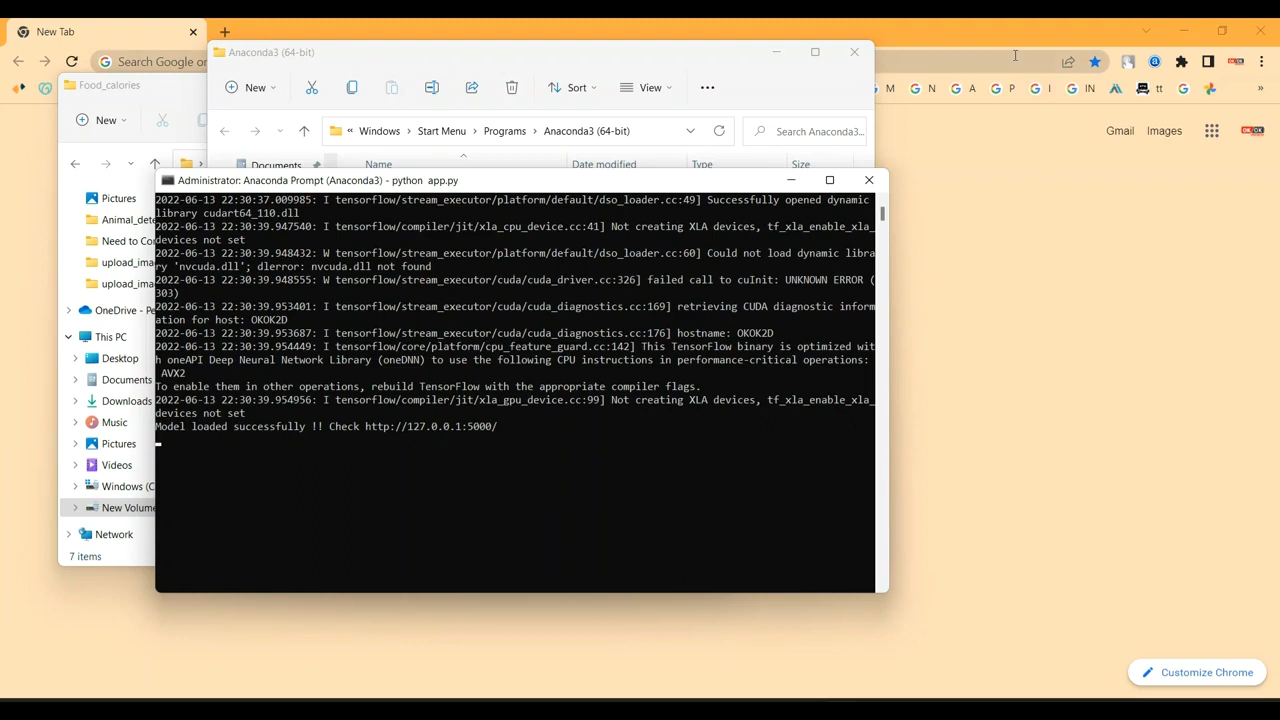 New Tab
Search Google or
M N A P I IN tt »
Gmail Images
Anaconda3 (64-bit)
New Sort View
« Windows > Start Menu > Programs > Anaconda3 (64-bit)
Search Anaconda3...
Documents
Name Date modified Type Size
Food_calories
New
Pictures
Animal_dete
Need to Co
upload_ima
upload_ima
OneDrive - Pe
This PC
Desktop
Documents
Downloads
Music
Pictures
Videos
Windows (C
New Volume
Network
7 items
Administrator: Anaconda Prompt (Anaconda3) - python app.py
2022-06-13 22:30:37.009985: I tensorflow/stream_executor/platform/default/dso_loader.cc:49] Successfully opened dynamic
library cudart64_110.dll
2022-06-13 22:30:39.947540: I tensorflow/compiler/jit/xla_cpu_device.cc:41] Not creating XLA devices, tf_xla_enable_xla_
devices not set
2022-06-13 22:30:39.948432: W tensorflow/stream_executor/platform/default/dso_loader.cc:60] Could not load dynamic libra
ry 'nvcuda.dll'; dlerror: nvcuda.dll not found
2022-06-13 22:30:39.948555: W tensorflow/stream_executor/cuda/cuda_driver.cc:326] failed call to cuInit: UNKNOWN ERROR (
303)
2022-06-13 22:30:39.953401: I tensorflow/stream_executor/cuda/cuda_diagnostics.cc:169] retrieving CUDA diagnostic inform
ation for host: OKOK2D
2022-06-13 22:30:39.953687: I tensorflow/stream_executor/cuda/cuda_diagnostics.cc:176] hostname: OKOK2D
2022-06-13 22:30:39.954449: I tensorflow/core/platform/cpu_feature_guard.cc:142] This TensorFlow binary is optimized wit
h oneAPI Deep Neural Network Library (oneDNN) to use the following CPU instructions in performance-critical operations:
AVX2
To enable them in other operations, rebuild TensorFlow with the appropriate compiler flags.
2022-06-13 22:30:39.954956: I tensorflow/compiler/jit/xla_gpu_device.cc:99] Not creating XLA devices, tf_xla_enable_xla_
devices not set
Model loaded successfully !! Check http://127.0.0.1:5000/
Customize Chrome